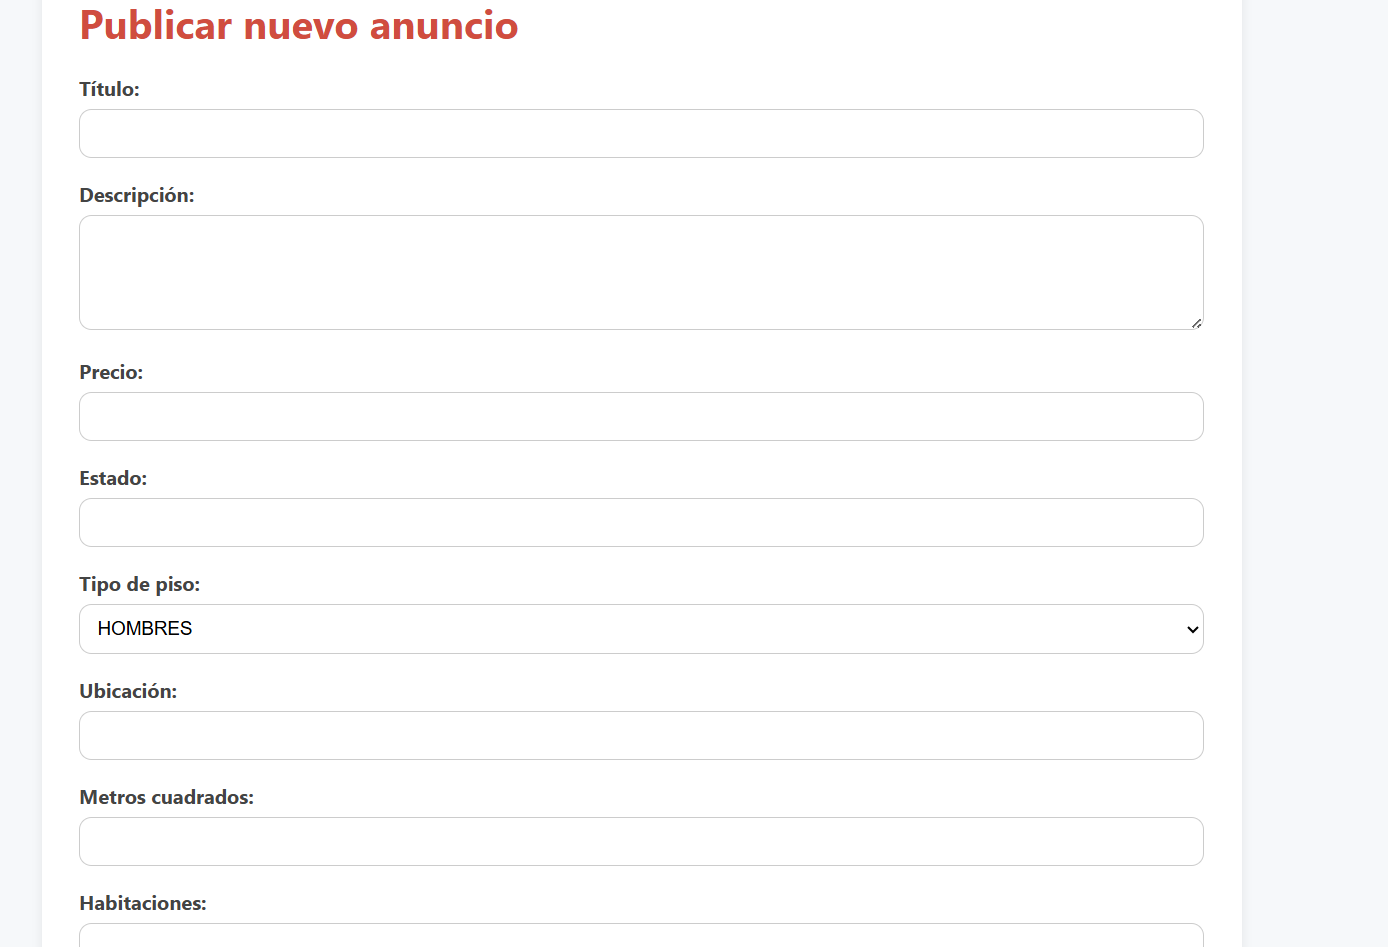 Publicar nuevo anuncio
Título:
Descripción:
Precio:
Estado:
Tipo de piso:
HOMBRES
Ubicación:
Metros cuadrados:
Habitaciones: